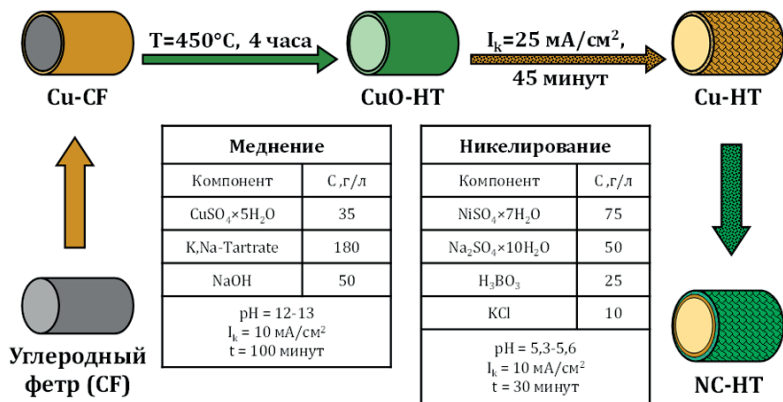 T=450°C, 4 часа
I_k=25 мА/см²,
45 минут
Cu-CF
CuO-HT
Cu-HT
Меднение
Компонент С,г/л
CuSO₄×5H₂O 35
K,Na-Tartrate 180
NaOH 50
pH = 12-13
I_k = 10 мА/см²
t = 100 минут
Никелирование
Компонент С,г/л
NiSO₄×7H₂O 75
Na₂SO₄×10H₂O 50
H₃BO₃ 25
KCl 10
pH = 5,3-5,6
I_k = 10 мА/см²
t = 30 минут
Углеродный
фетр (CF)
NC-HT